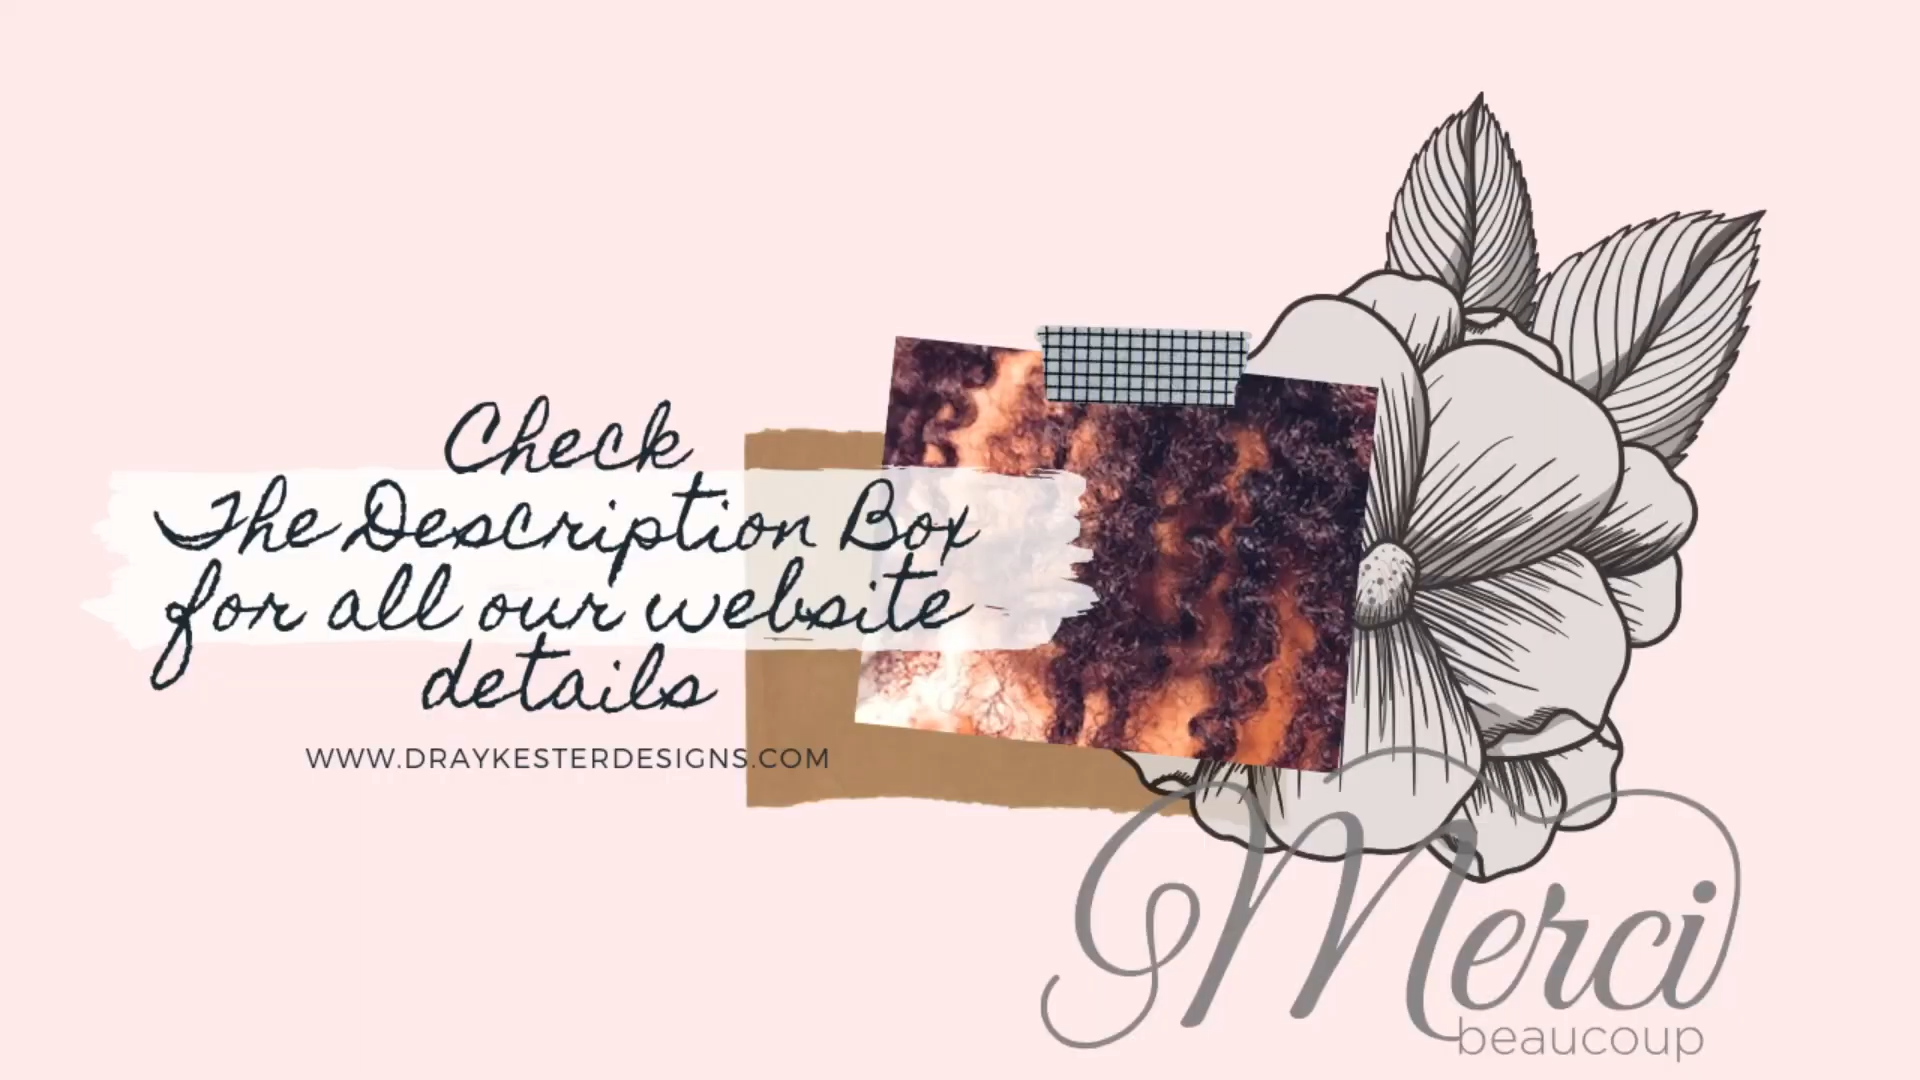 Check
The Description Box
for all our website
details
WWW.DRAYKESTERDESIGNS.COM
Merci
beaucoup